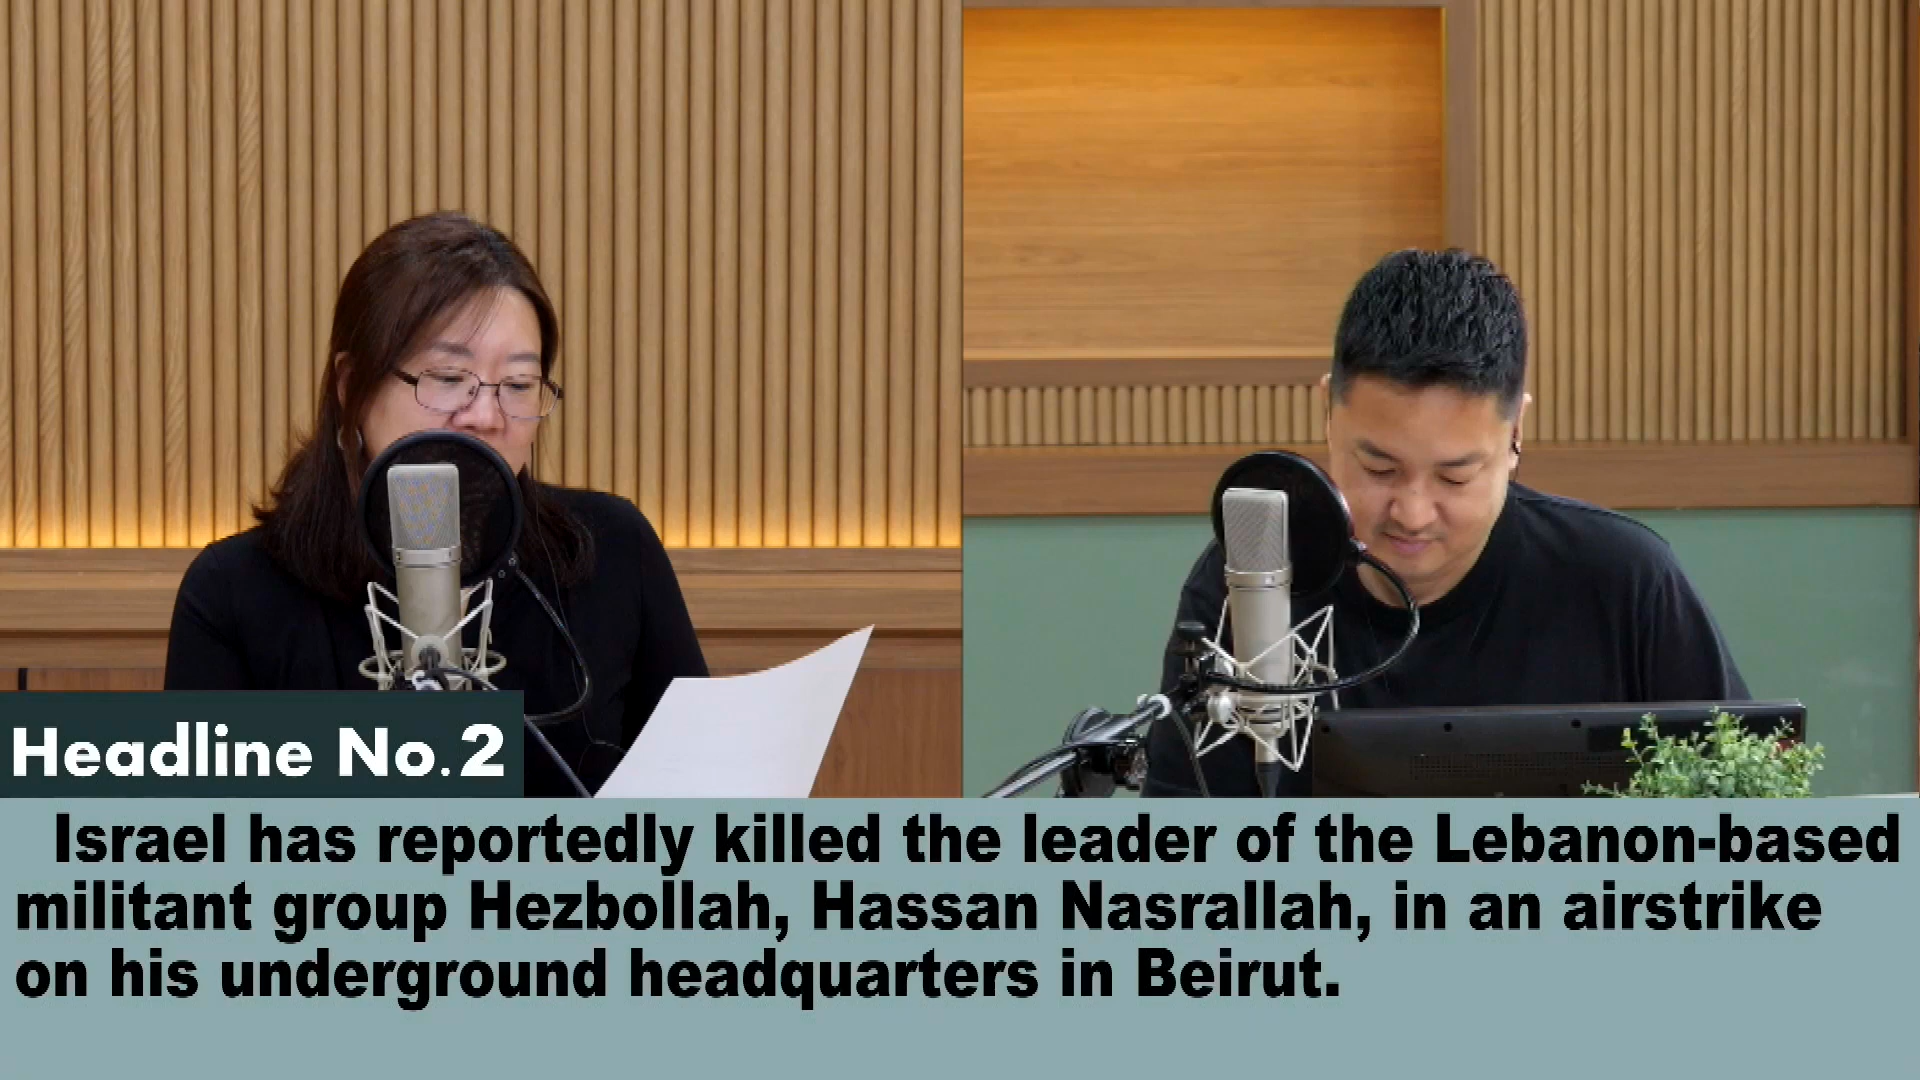 Headline No.2
Israel has reportedly killed the leader of the Lebanon-based
militant group Hezbollah, Hassan Nasrallah, in an airstrike
on his underground headquarters in Beirut.